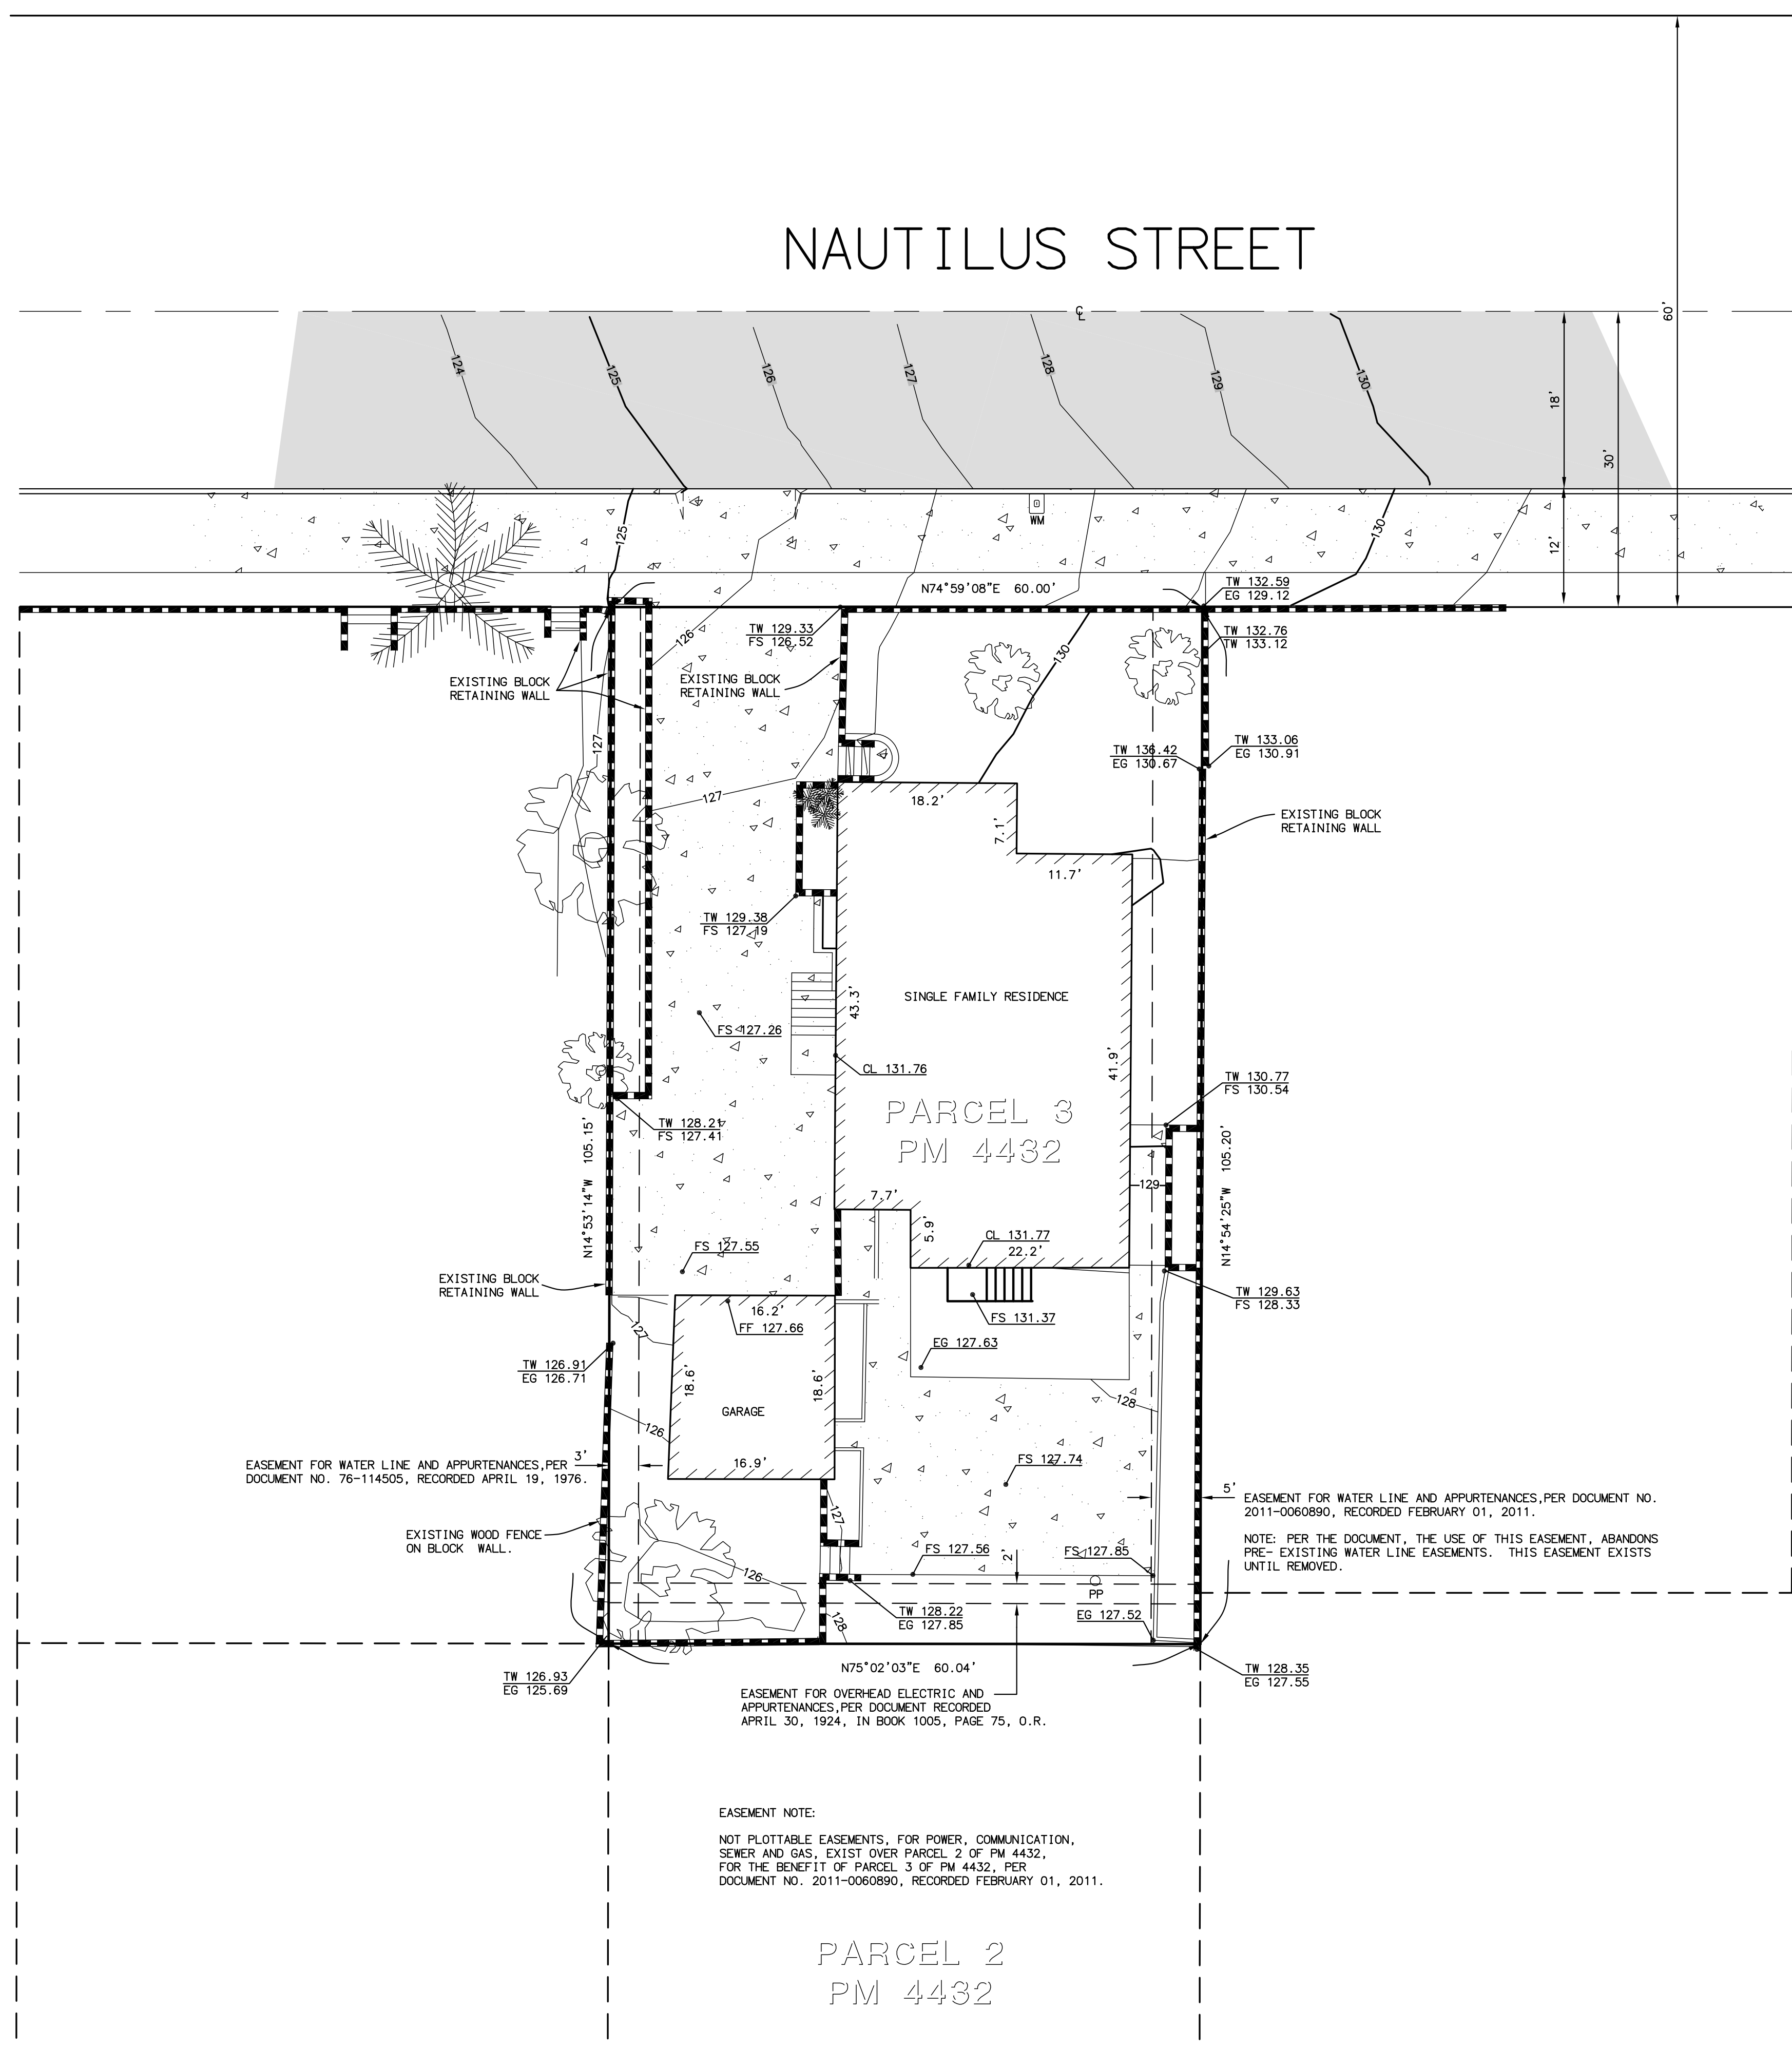 60'
NAUTILUS STREET
℄
124
125
126
127
128
129
130
18'
30'
12'
WM
125
130
N74°59'08"E 60.00'
TW 132.59
EG 129.12
TW 129.33
FS 126.52
TW 132.76
TW 133.12
126
130
EXISTING BLOCK
RETAINING WALL
EXISTING BLOCK
RETAINING WALL
127
TW 136.42
EG 130.67
TW 133.06
EG 130.91
127
18.2'
7.1'
EXISTING BLOCK
RETAINING WALL
11.7'
TW 129.38
FS 127.19
43.3'
SINGLE FAMILY RESIDENCE
FS 127.26
CL 131.76
41.9'
TW 130.77
FS 130.54
PARCEL 3
PM 4432
TW 128.21
FS 127.41
N14°53'14"W 105.15'
N14°54'25"W 105.20'
129
7.7'
5.9'
CL 131.77
22.2'
FS 127.55
EXISTING BLOCK
RETAINING WALL
TW 129.63
FS 128.33
16.2'
FF 127.66
FS 131.37
127
EG 127.63
TW 126.91
EG 126.71
18.6'
18.6'
128
GARAGE
126
3'
EASEMENT FOR WATER LINE AND APPURTENANCES,PER
DOCUMENT NO. 76-114505, RECORDED APRIL 19, 1976.
16.9'
FS 127.74
5'
EASEMENT FOR WATER LINE AND APPURTENANCES,PER DOCUMENT NO.
2011-0060890, RECORDED FEBRUARY 01, 2011.
NOTE: PER THE DOCUMENT, THE USE OF THIS EASEMENT, ABANDONS
PRE- EXISTING WATER LINE EASEMENTS. THIS EASEMENT EXISTS
UNTIL REMOVED.
127
EXISTING WOOD FENCE
ON BLOCK WALL.
FS 127.56
2'
FS 127.85
126
PP
TW 128.22
EG 127.85
EG 127.52
128
N75°02'03"E 60.04'
TW 126.93
EG 125.69
TW 128.35
EG 127.55
EASEMENT FOR OVERHEAD ELECTRIC AND
APPURTENANCES,PER DOCUMENT RECORDED
APRIL 30, 1924, IN BOOK 1005, PAGE 75, O.R.
EASEMENT NOTE:
NOT PLOTTABLE EASEMENTS, FOR POWER, COMMUNICATION,
SEWER AND GAS, EXIST OVER PARCEL 2 OF PM 4432,
FOR THE BENEFIT OF PARCEL 3 OF PM 4432, PER
DOCUMENT NO. 2011-0060890, RECORDED FEBRUARY 01, 2011.
PARCEL 2
PM 4432